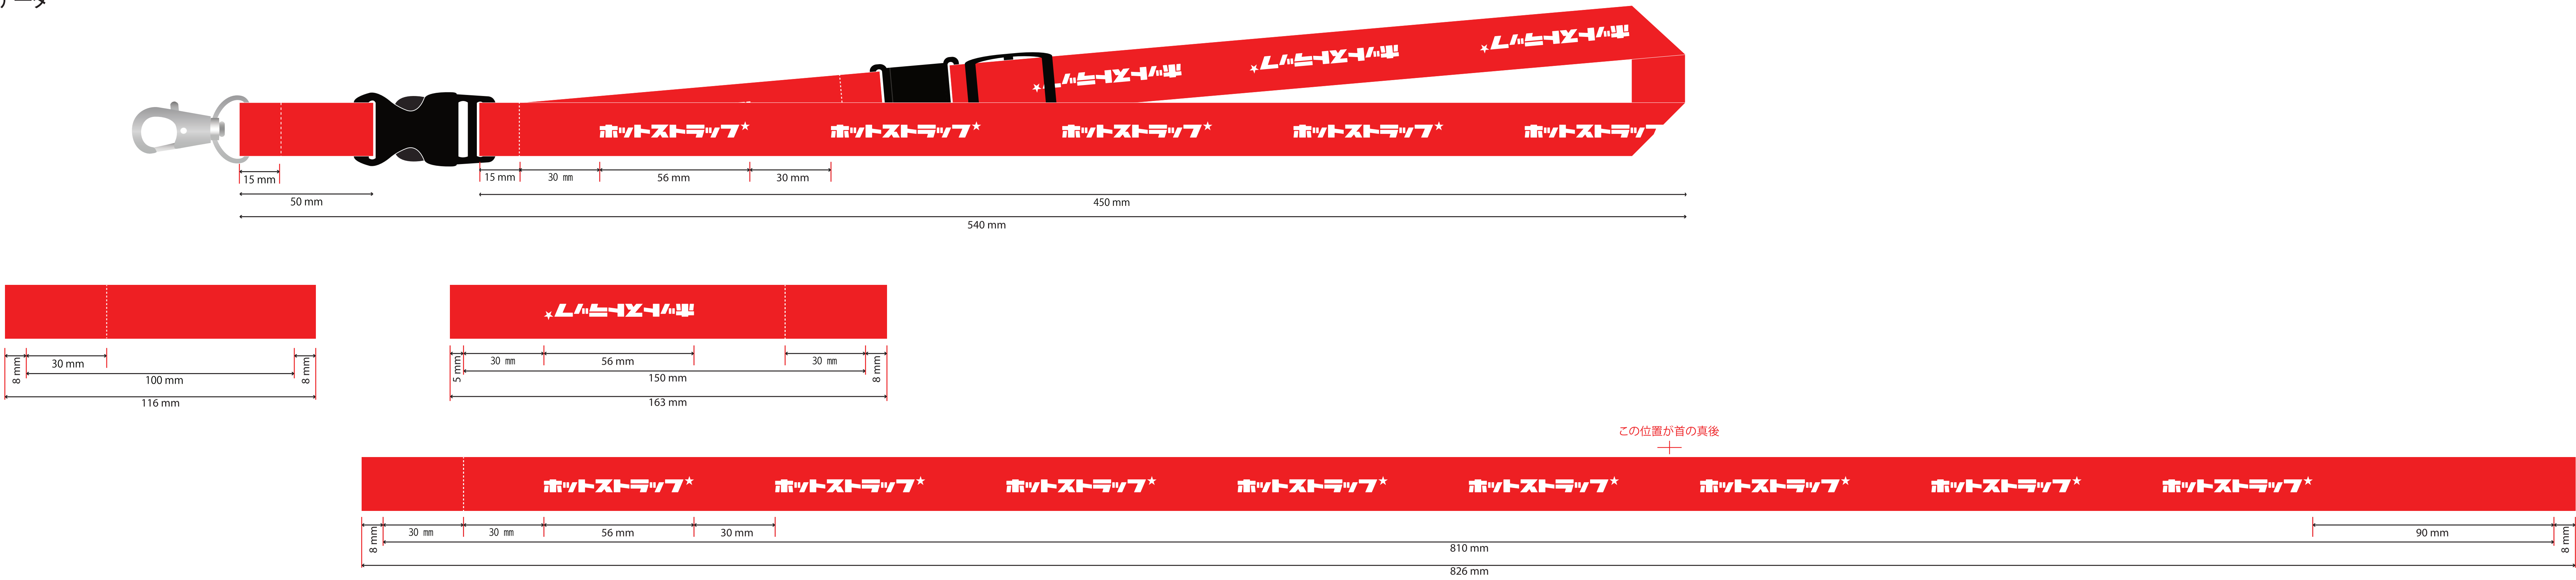 ホットストラップ★
ホットストラップ★
ホットストラップ★
ホットストラップ★ ホットストラップ★ ホットストラップ★ ホットストラップ★ ホットストラップ
15 mm
50 mm
15 mm 30 mm 56 mm 30 mm
450 mm
540 mm
ホットストラップ★
8 mm 30 mm 8 mm
100 mm
116 mm
5 mm 30 mm 56 mm 30 mm 8 mm
150 mm
163 mm
この位置が首の真後
ホットストラップ★ ホットストラップ★ ホットストラップ★ ホットストラップ★ ホットストラップ★ ホットストラップ★ ホットストラップ★ ホットストラップ★
8 mm 30 mm 30 mm 56 mm 30 mm 90 mm 8 mm
810 mm
826 mm